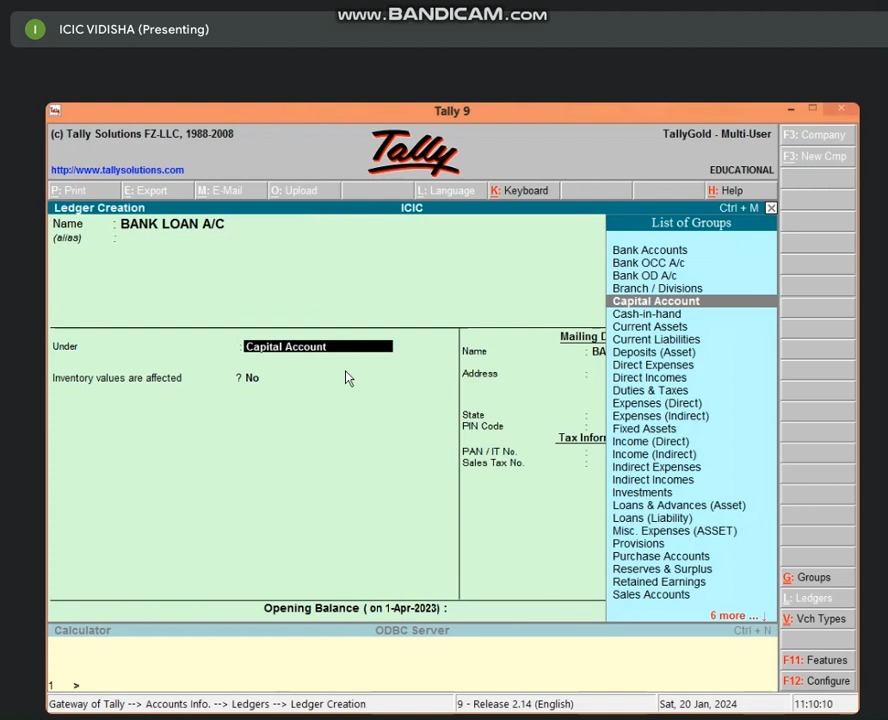 www.BANDICAM.com
I ICIC VIDISHA (Presenting)
Tally 9
(c) Tally Solutions FZ-LLC, 1988-2008
TallyGold - Multi-User
Tally
http://www.tallysolutions.com
EDUCATIONAL
P: Print E: Export M: E-Mail O: Upload L: Language K: Keyboard H: Help
Ledger Creation ICIC Ctrl + M
Name : BANK LOAN A/C
(alias) :
Under : Capital Account
Inventory values are affected ? No
Mailing D
Name : BA
Address :
State :
PIN Code :
Tax Infor
PAN / IT No. :
Sales Tax No. :
Opening Balance ( on 1-Apr-2023) :
List of Groups
Bank Accounts
Bank OCC A/c
Bank OD A/c
Branch / Divisions
Capital Account
Cash-in-hand
Current Assets
Current Liabilities
Deposits (Asset)
Direct Expenses
Direct Incomes
Duties & Taxes
Expenses (Direct)
Expenses (Indirect)
Fixed Assets
Income (Direct)
Income (Indirect)
Indirect Expenses
Indirect Incomes
Investments
Loans & Advances (Asset)
Loans (Liability)
Misc. Expenses (ASSET)
Provisions
Purchase Accounts
Reserves & Surplus
Retained Earnings
Sales Accounts
6 more ... ↓
F3: Company
F3: New Cmp
G: Groups
L: Ledgers
V: Vch Types
F11: Features
F12: Configure
Calculator ODBC Server Ctrl + N
1 >
Gateway of Tally --> Accounts Info. --> Ledgers --> Ledger Creation 9 - Release 2.14 (English) Sat, 20 Jan, 2024 11:10:10